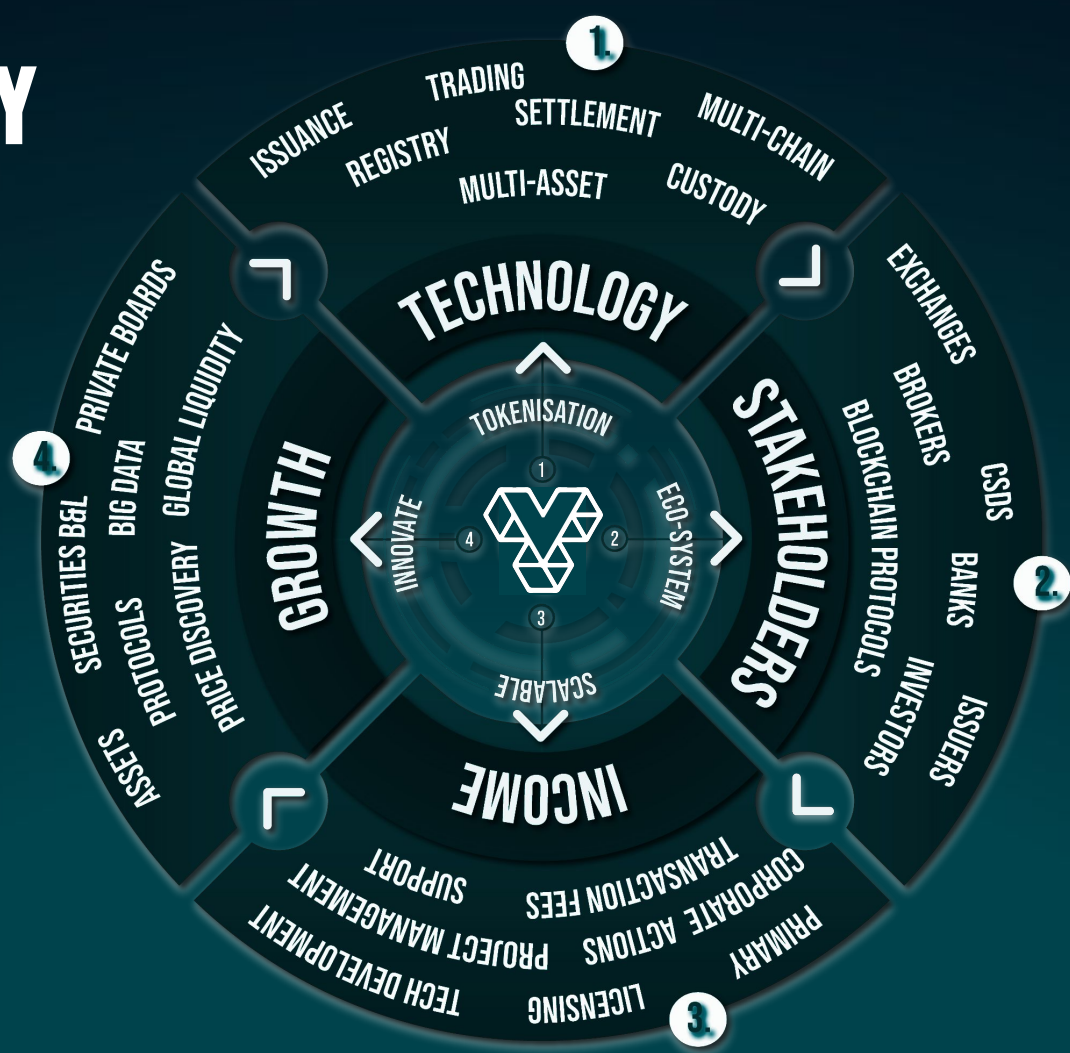 Y
1.
TRADING
SETTLEMENT
MULTI-CHAIN
ISSUANCE
REGISTRY
MULTI-ASSET
CUSTODY
TECHNOLOGY
TOKENISATION
1
2.
EXCHANGES
BROKERS
CSDS
BLOCKCHAIN PROTOCOLS
BANKS
INVESTORS
ISSUERS
STAKEHOLDERS
ECO-SYSTEM
2
3.
PRIMARY
CORPORATE ACTIONS
TRANSACTION FEES
LICENSING
PROJECT MANAGEMENT
SUPPORT
TECH DEVELOPMENT
INCOME
SCALABLE
3
4.
PRIVATE BOARDS
GLOBAL LIQUIDITY
BIG DATA
SECURITIES B&L
PRICE DISCOVERY
PROTOCOLS
ASSETS
GROWTH
INNOVATE
4